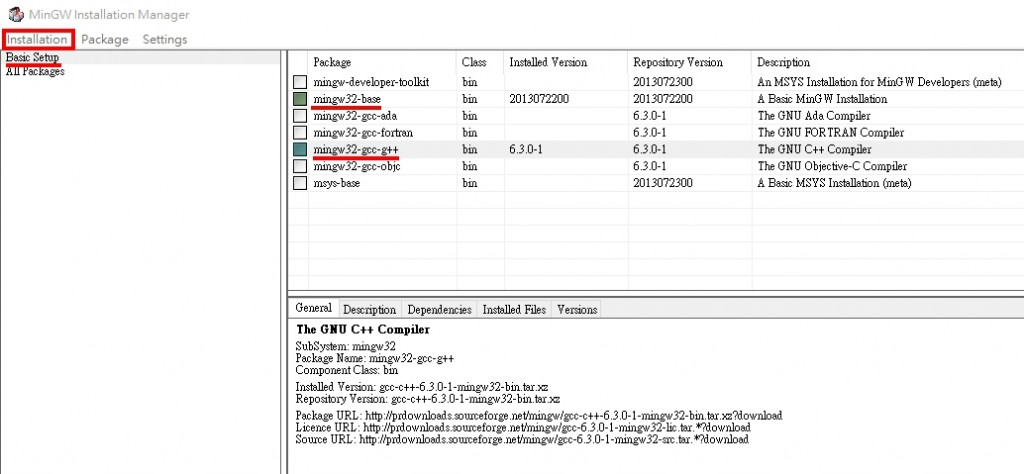 MinGW Installation Manager
Installation Package Settings
Basic Setup
All Packages
Package Class Installed Version Repository Version Description
mingw-developer-toolkit bin 2013072300 An MSYS Installation for MinGW Developers (meta)
mingw32-base bin 2013072200 2013072200 A Basic MinGW Installation
mingw32-gcc-ada bin 6.3.0-1 The GNU Ada Compiler
mingw32-gcc-fortran bin 6.3.0-1 The GNU FORTRAN Compiler
mingw32-gcc-g++ bin 6.3.0-1 6.3.0-1 The GNU C++ Compiler
mingw32-gcc-objc bin 6.3.0-1 The GNU Objective-C Compiler
msys-base bin 2013072300 A Basic MSYS Installation (meta)
General Description Dependencies Installed Files Versions
The GNU C++ Compiler
SubSystem: mingw32
Package Name: mingw32-gcc-g++
Component Class: bin
Installed Version: gcc-c++-6.3.0-1-mingw32-bin.tar.xz
Repository Version: gcc-c++-6.3.0-1-mingw32-bin.tar.xz
Package URL: http://prdownloads.sourceforge.net/mingw/gcc-c++-6.3.0-1-mingw32-bin.tar.xz?download
Licence URL: http://prdownloads.sourceforge.net/mingw/gcc-6.3.0-1-mingw32-lic.tar.*?download
Source URL: http://prdownloads.sourceforge.net/mingw/gcc-6.3.0-1-mingw32-src.tar.*?download